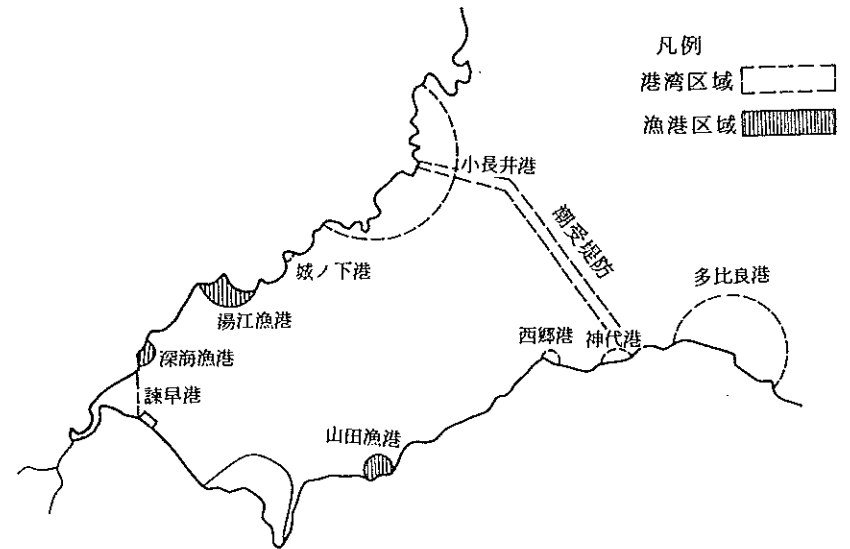 凡例
港湾区域
漁港区域
小長井港
潮受堤防
多比良港
城ノ下港
湯江漁港
西郷港
神代港
深海漁港
諫早港
山田漁港